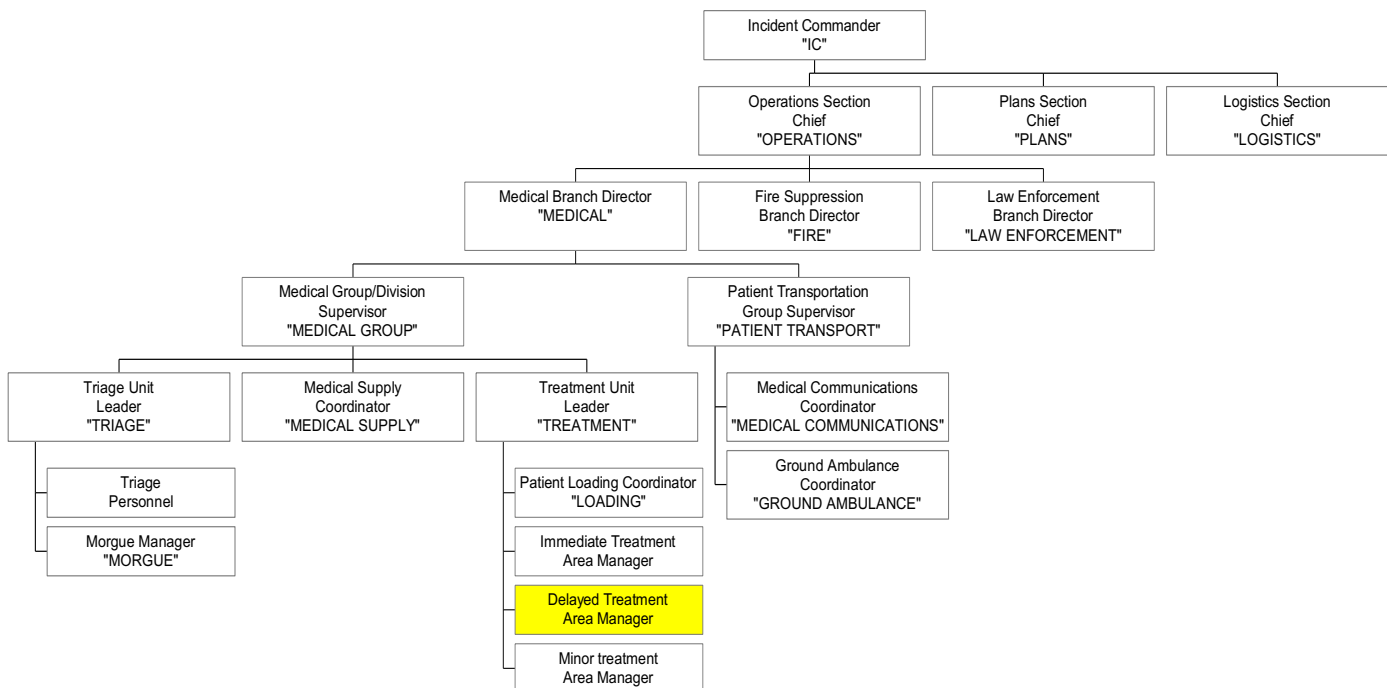 Incident Commander
"IC"
Operations Section
Chief
"OPERATIONS"
Plans Section
Chief
"PLANS"
Logistics Section
Chief
"LOGISTICS"
Medical Branch Director
"MEDICAL"
Fire Suppression
Branch Director
"FIRE"
Law Enforcement
Branch Director
"LAW ENFORCEMENT"
Medical Group/Division
Supervisor
"MEDICAL GROUP"
Patient Transportation
Group Supervisor
"PATIENT TRANSPORT"
Triage Unit
Leader
"TRIAGE"
Medical Supply
Coordinator
"MEDICAL SUPPLY"
Treatment Unit
Leader
"TREATMENT"
Medical Communications
Coordinator
"MEDICAL COMMUNICATIONS"
Triage
Personnel
Patient Loading Coordinator
"LOADING"
Ground Ambulance
Coordinator
"GROUND AMBULANCE"
Morgue Manager
"MORGUE"
Immediate Treatment
Area Manager
Delayed Treatment
Area Manager
Minor treatment
Area Manager